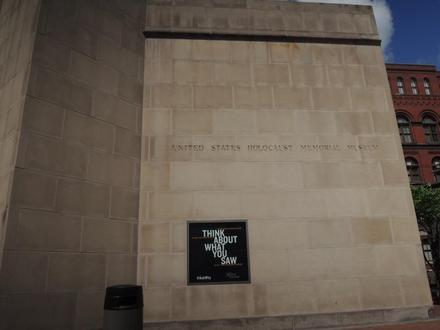 UNITED STATES HOLOCAUST MEMORIAL MUSEUM
THINK
ABOUT
WHAT
YOU
SAW